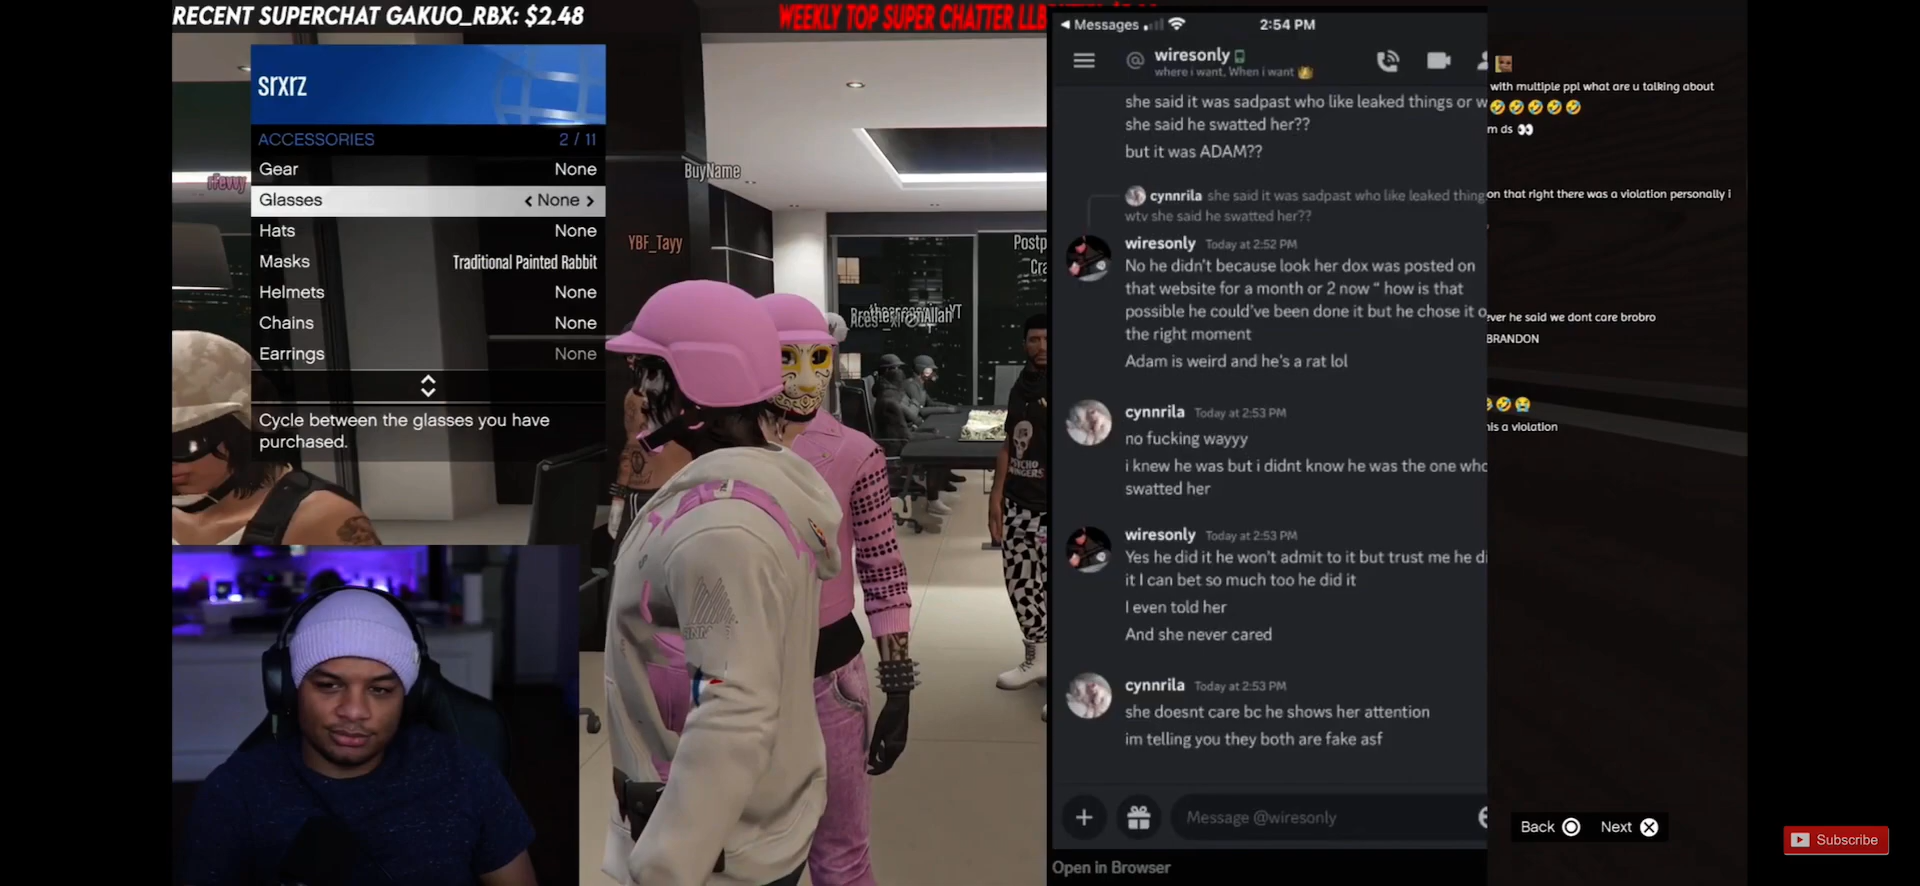 RECENT SUPERCHAT GAKUO_RBX: $2.48
WEEKLY TOP SUPER CHATTER
srxrz
ACCESSORIES 2 / 11
Gear None
Glasses < None >
Hats None
Masks Traditional Painted Rabbit
Helmets None
Chains None
Earrings None
Cycle between the glasses you have
purchased.
rFevvy
BuyName
YBF_Tayy
Postp
Cra
Messages 2:54 PM
@ wiresonly
where i want, When i want
she said it was sadpast who like leaked things or w
she said he swatted her??
but it was ADAM??
cynnrila she said it was sadpast who like leaked thing
wtv she said he swatted her??
wiresonly Today at 2:52 PM
No he didn't because look her dox was posted on
that website for a month or 2 now “ how is that
possible he could've been done it but he chose it o
the right moment
Adam is weird and he's a rat lol
cynnrila Today at 2:53 PM
no fucking wayyy
i knew he was but i didnt know he was the one who
swatted her
wiresonly Today at 2:53 PM
Yes he did it he won't admit to it but trust me he di
it I can bet so much too he did it
I even told her
And she never cared
cynnrila Today at 2:53 PM
she doesnt care bc he shows her attention
im telling you they both are fake asf
Message @wiresonly
Open in Browser
with multiple ppl what are u talking about
🤣🤣🤣🤣🤣
m ds 👀
on that right there was a violation personally i
ever he said we dont care brobro
BRANDON
🤣😭
his a violation
Back Next
Subscribe